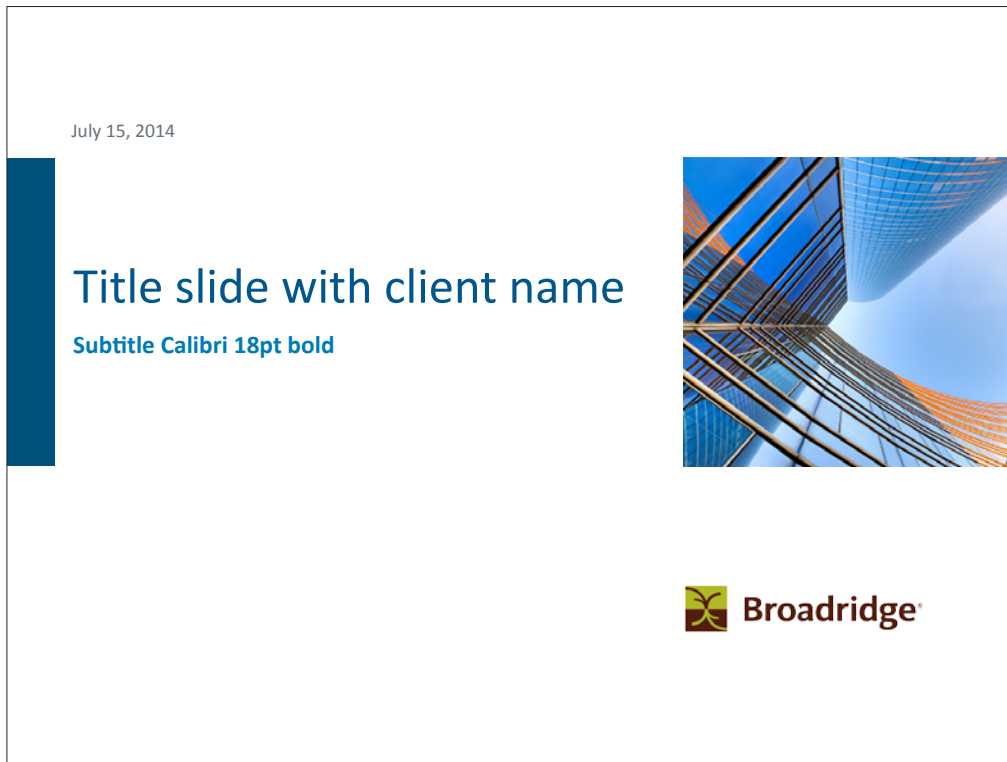 July 15, 2014
Title slide with client name
Subtitle Calibri 18pt bold
Broadridge®